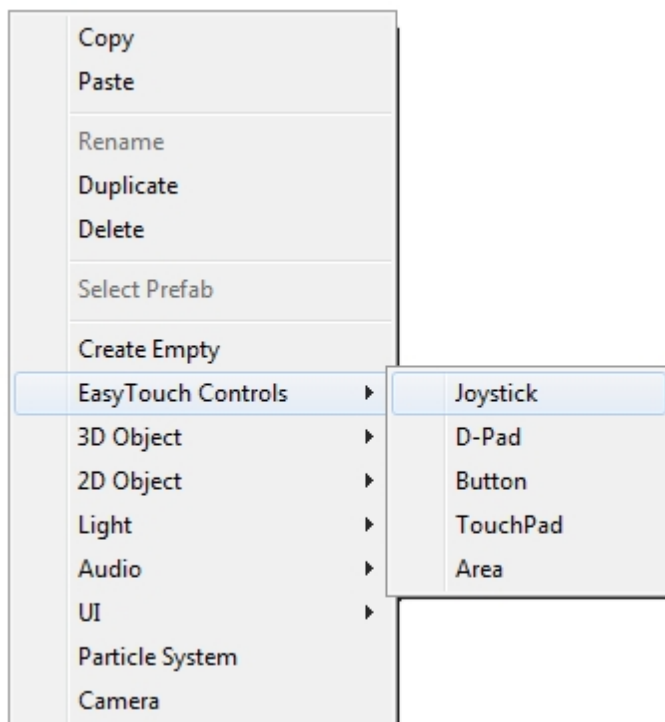 Copy
Paste
Rename
Duplicate
Delete
Select Prefab
Create Empty
EasyTouch Controls
3D Object
2D Object
Light
Audio
UI
Particle System
Camera
Joystick
D-Pad
Button
TouchPad
Area